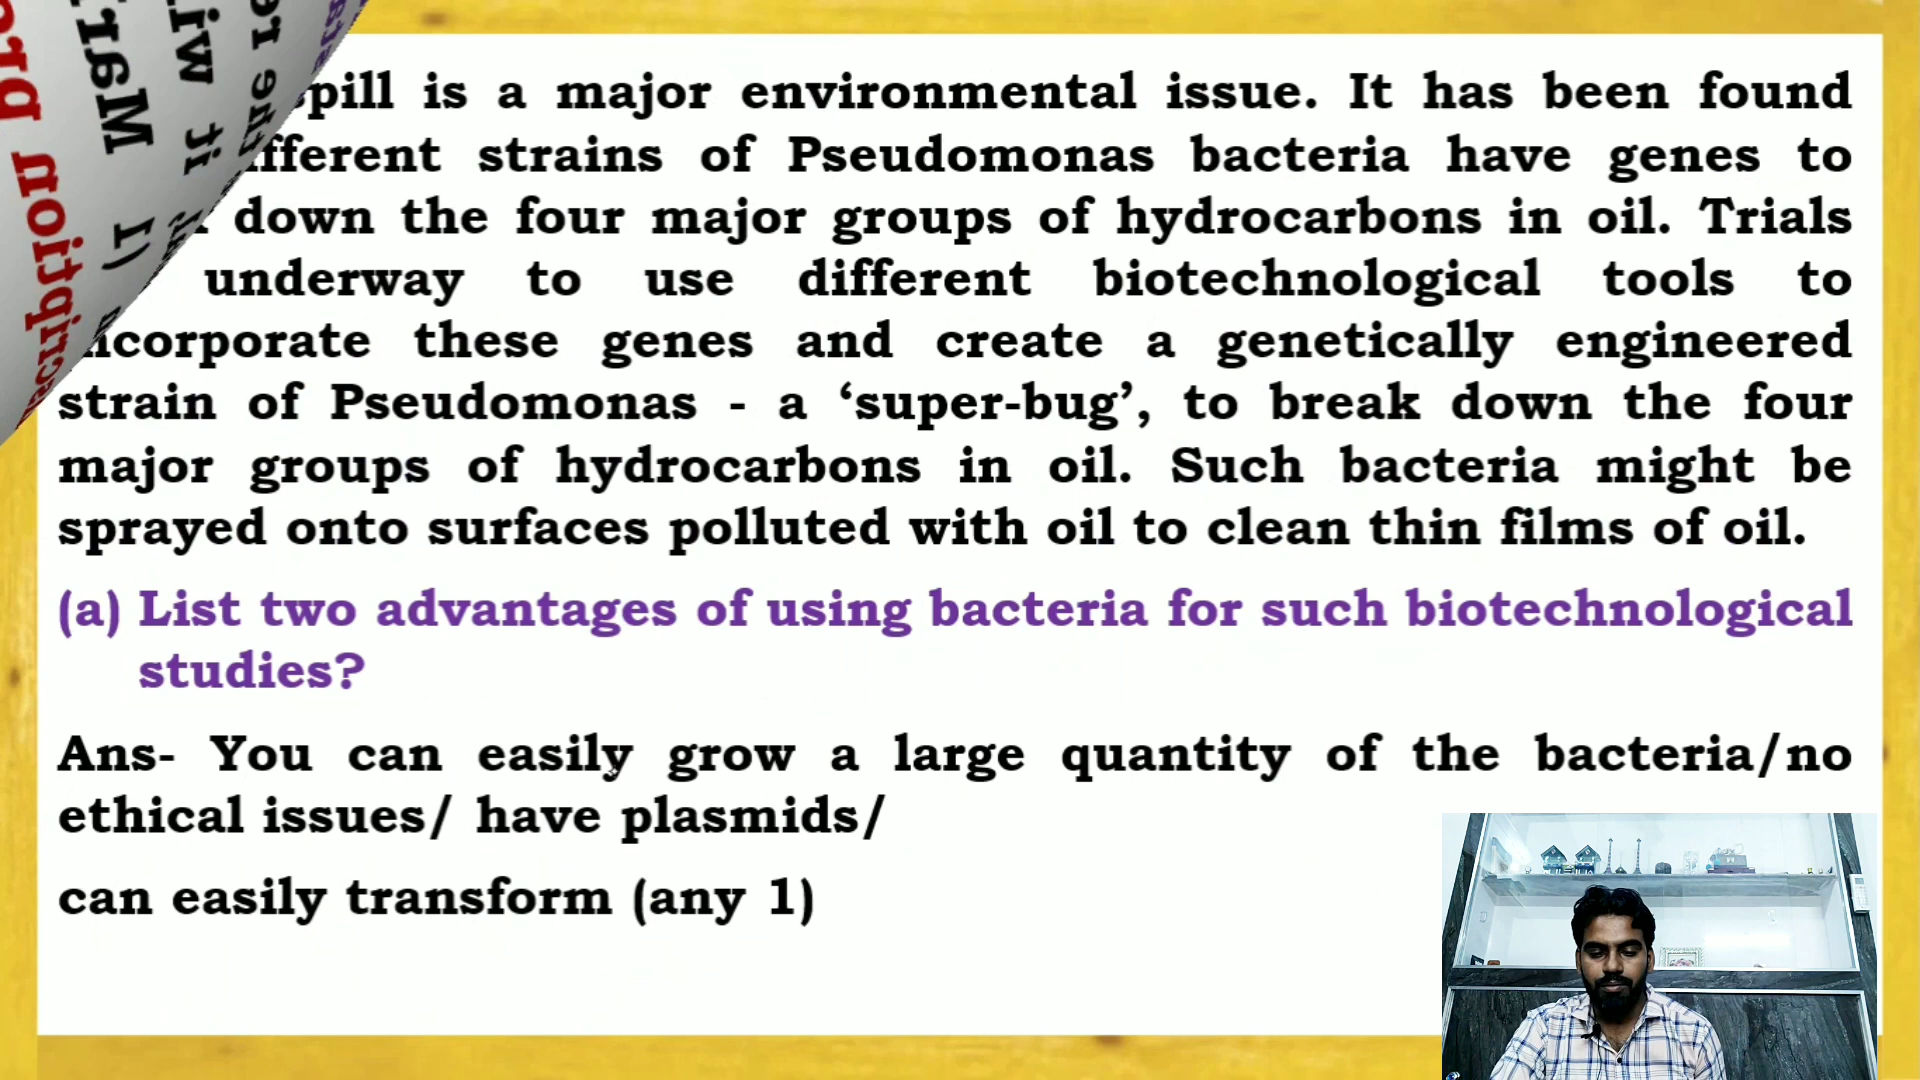 spill is a major environmental issue. It has been found
different strains of Pseudomonas bacteria have genes to
down the four major groups of hydrocarbons in oil. Trials
underway to use different biotechnological tools to
incorporate these genes and create a genetically engineered
strain of Pseudomonas - a ‘super-bug’, to break down the four
major groups of hydrocarbons in oil. Such bacteria might be
sprayed onto surfaces polluted with oil to clean thin films of oil.
(a) List two advantages of using bacteria for such biotechnological
studies?
Ans- You can easily grow a large quantity of the bacteria/no
ethical issues/ have plasmids/
can easily transform (any 1)